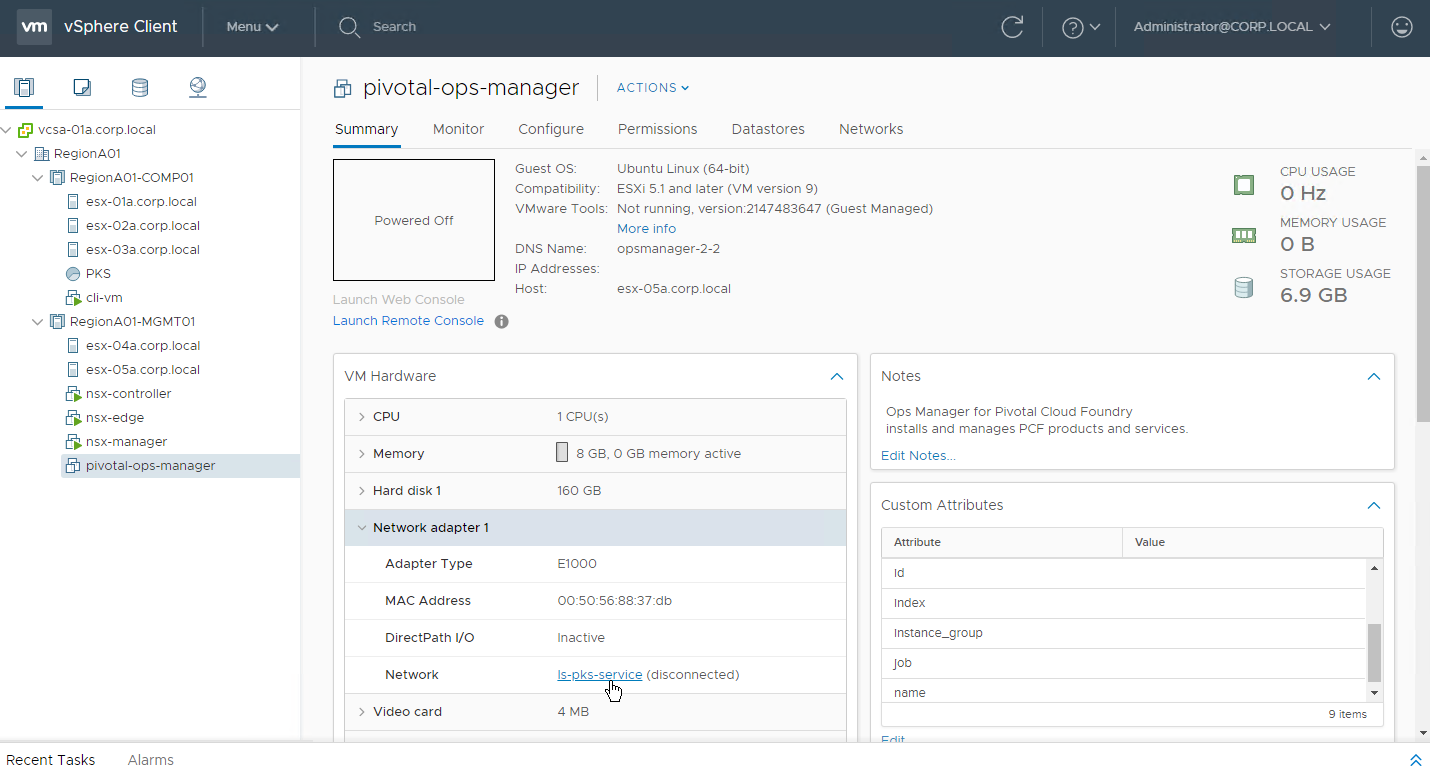 vm vSphere Client Menu Search Administrator@CORP.LOCAL
vcsa-01a.corp.local
RegionA01
RegionA01-COMP01
esx-01a.corp.local
esx-02a.corp.local
esx-03a.corp.local
PKS
cli-vm
RegionA01-MGMT01
esx-04a.corp.local
esx-05a.corp.local
nsx-controller
nsx-edge
nsx-manager
pivotal-ops-manager
pivotal-ops-manager ACTIONS
Summary Monitor Configure Permissions Datastores Networks
Powered Off
Launch Web Console
Launch Remote Console
Guest OS: Ubuntu Linux (64-bit)
Compatibility: ESXi 5.1 and later (VM version 9)
VMware Tools: Not running, version:2147483647 (Guest Managed)
More info
DNS Name: opsmanager-2-2
IP Addresses:
Host: esx-05a.corp.local
CPU USAGE
0 Hz
MEMORY USAGE
0 B
STORAGE USAGE
6.9 GB
VM Hardware
CPU 1 CPU(s)
Memory 8 GB, 0 GB memory active
Hard disk 1 160 GB
Network adapter 1
Adapter Type E1000
MAC Address 00:50:56:88:37:db
DirectPath I/O Inactive
Network ls-pks-service (disconnected)
Video card 4 MB
Notes
Ops Manager for Pivotal Cloud Foundry
installs and manages PCF products and services.
Edit Notes...
Custom Attributes
Attribute Value
id
index
instance_group
job
name
9 items
Edit
Recent Tasks Alarms